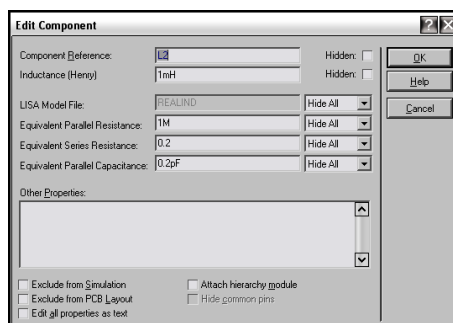 Edit Component
Component Reference: L2 Hidden:
Inductance (Henry) 1mH Hidden:
LISA Model File: REALIND Hide All
Equivalent Parallel Resistance: 1M Hide All
Equivalent Series Resistance: 0.2 Hide All
Equivalent Parallel Capacitance: 0.2pF Hide All
Other Properties:
Exclude from Simulation Attach hierarchy module
Exclude from PCB Layout Hide common pins
Edit all properties as text
OK
Help
Cancel